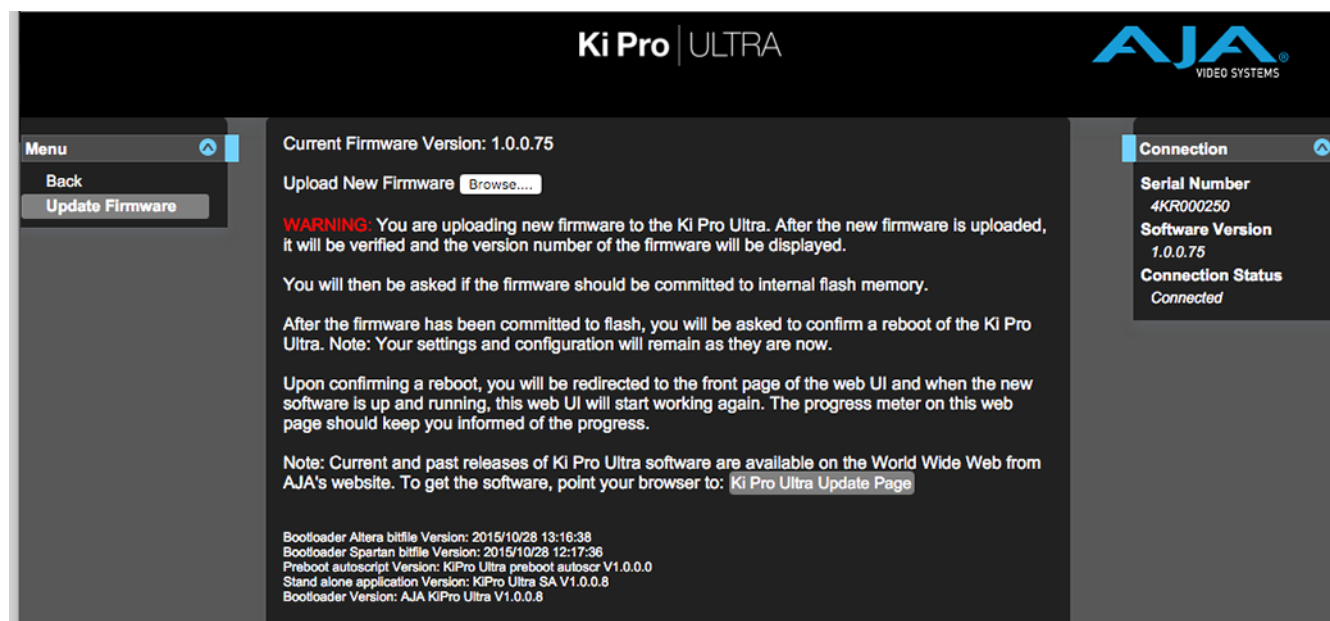 Ki Pro ULTRA
AJA®
VIDEO SYSTEMS
Menu
Back
Update Firmware
Current Firmware Version: 1.0.0.75
Upload New Firmware Browse....
WARNING: You are uploading new firmware to the Ki Pro Ultra. After the new firmware is uploaded,
it will be verified and the version number of the firmware will be displayed.
You will then be asked if the firmware should be committed to internal flash memory.
After the firmware has been committed to flash, you will be asked to confirm a reboot of the Ki Pro
Ultra. Note: Your settings and configuration will remain as they are now.
Upon confirming a reboot, you will be redirected to the front page of the web UI and when the new
software is up and running, this web UI will start working again. The progress meter on this web
page should keep you informed of the progress.
Note: Current and past releases of Ki Pro Ultra software are available on the World Wide Web from
AJA's website. To get the software, point your browser to: Ki Pro Ultra Update Page
Bootloader Altera bitfile Version: 2015/10/28 13:16:38
Bootloader Spartan bitfile Version: 2015/10/28 12:17:36
Preboot autoscript Version: KiPro Ultra preboot autoscr V1.0.0.0
Stand alone application Version: KiPro Ultra SA V1.0.0.8
Bootloader Version: AJA KiPro Ultra V1.0.0.8
Connection
Serial Number
4KR000250
Software Version
1.0.0.75
Connection Status
Connected